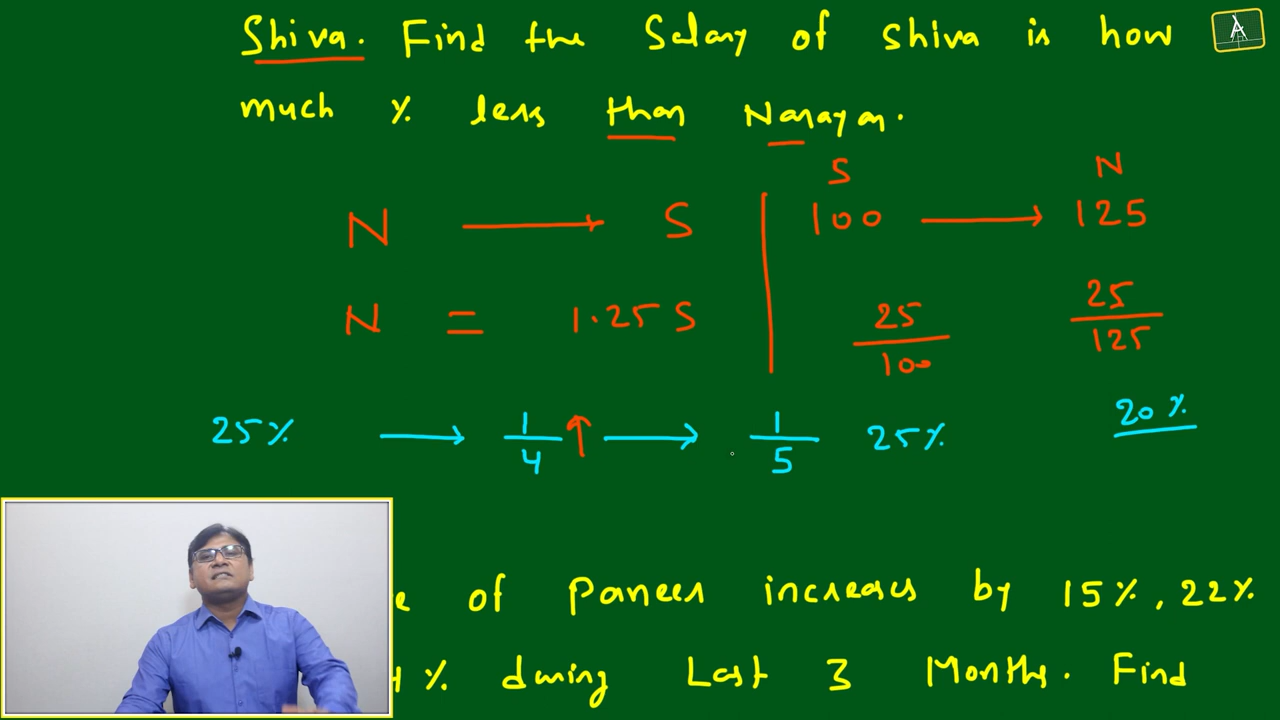 Shiva. Find the Salary of Shiva is how
much % less than Narayan.
S N
N → S 100 → 125
N = 1.25 S 25/100 25/125
25% → 1/4 ↑ → 1/5 25% 20%
of Paneer increases by 15%, 22%
% during Last 3 Months. Find